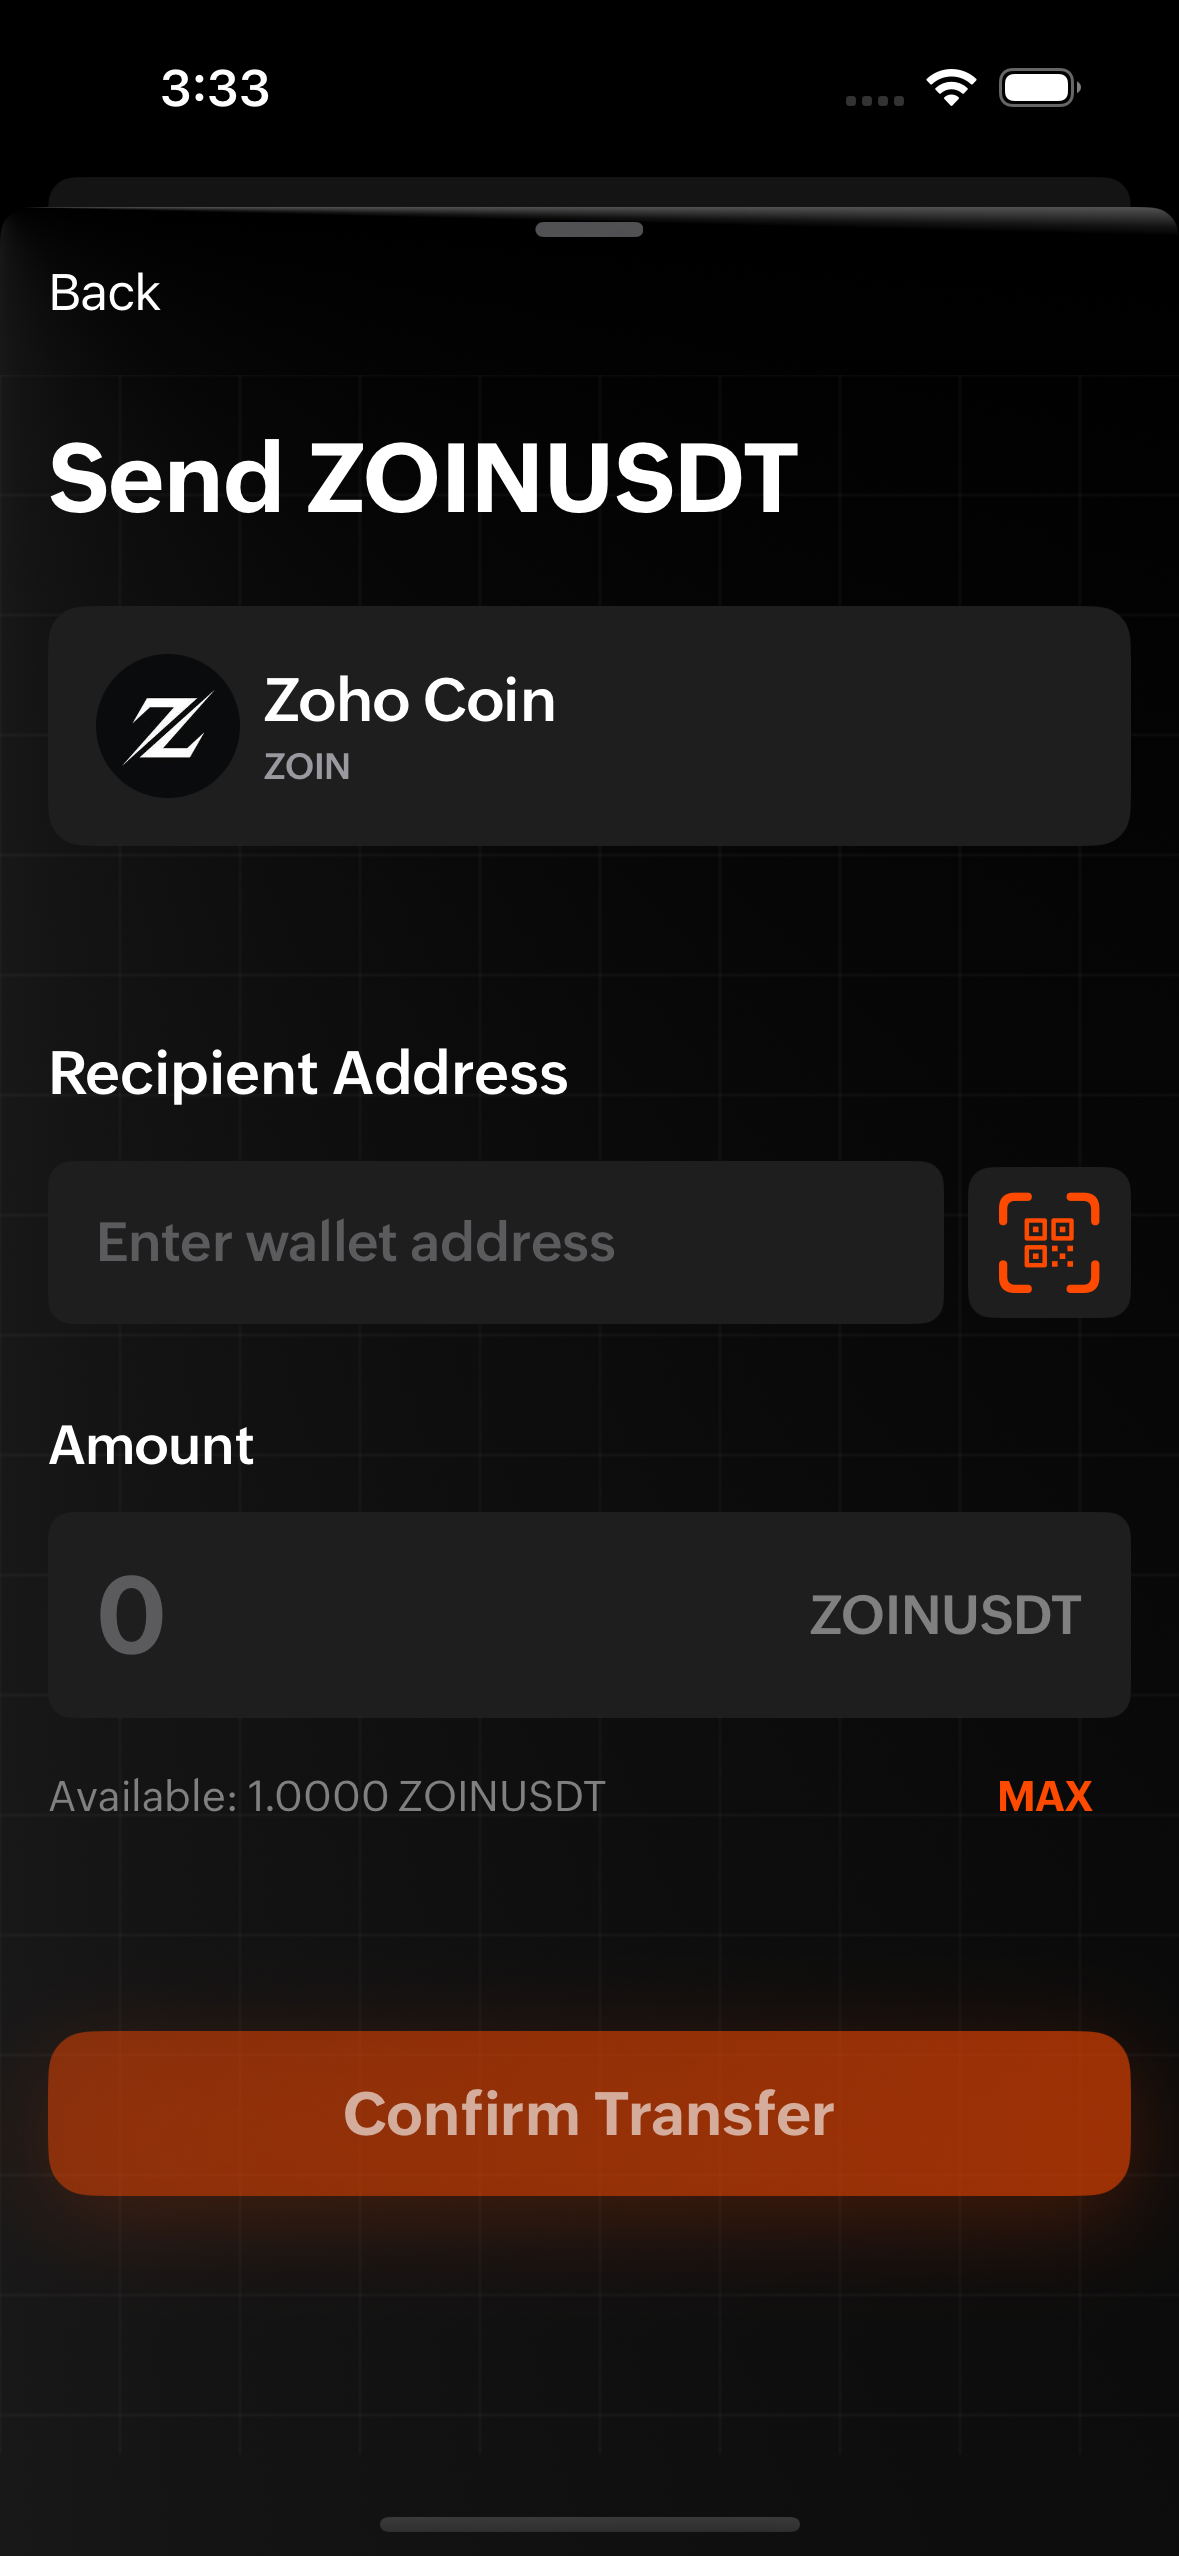 3:33
Back
Send ZOINUSDT
Zoho Coin
ZOIN
Recipient Address
Enter wallet address
Amount
0 ZOINUSDT
Available: 1.0000 ZOINUSDT MAX
Confirm Transfer